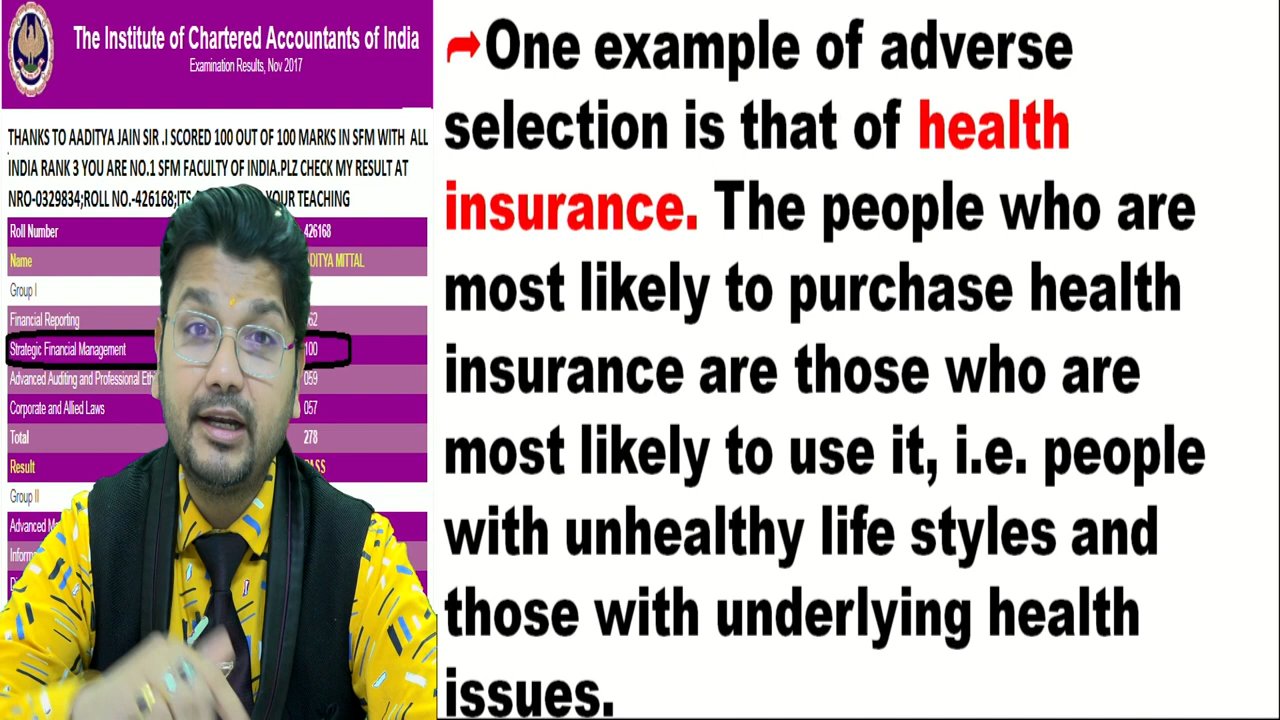 The Institute of Chartered Accountants of India
Examination Results, Nov 2017
THANKS TO AADITYA JAIN SIR .I SCORED 100 OUT OF 100 MARKS IN SFM WITH ALL
INDIA RANK 3 YOU ARE NO.1 SFM FACULTY OF INDIA.PLZ CHECK MY RESULT AT
NRO-0329834;ROLL NO.-426168;ITS YOUR TEACHING
Roll Number 426168
Name DITYA MITTAL
Group I
Financial Reporting 62
Strategic Financial Management 100
Advanced Auditing and Professional 059
Corporate and Allied Laws 057
Total 278
Result PASS
Group II
Advanced
➦One example of adverse
selection is that of health
insurance. The people who are
most likely to purchase health
insurance are those who are
most likely to use it, i.e. people
with unhealthy life styles and
those with underlying health
issues.